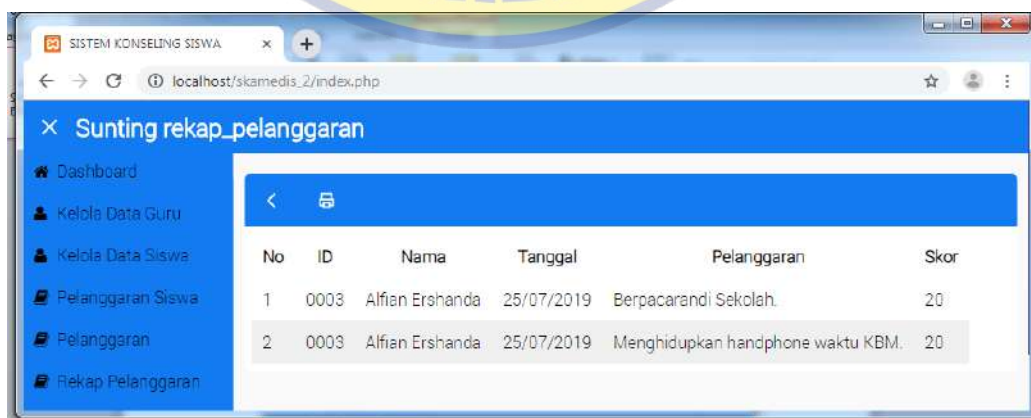 SISTEM KONSELING SISWA
localhost/skamedis_2/index.php
Sunting rekap_pelanggaran
Dashboard
Kelola Data Guru
Kelola Data Siswa
Pelanggaran Siswa
Pelanggaran
Rekap Pelanggaran
No ID Nama Tanggal Pelanggaran Skor
1 0003 Alfian Ershanda 25/07/2019 Berpacarandi Sekolah. 20
2 0003 Alfian Ershanda 25/07/2019 Menghidupkan handphone waktu KBM. 20